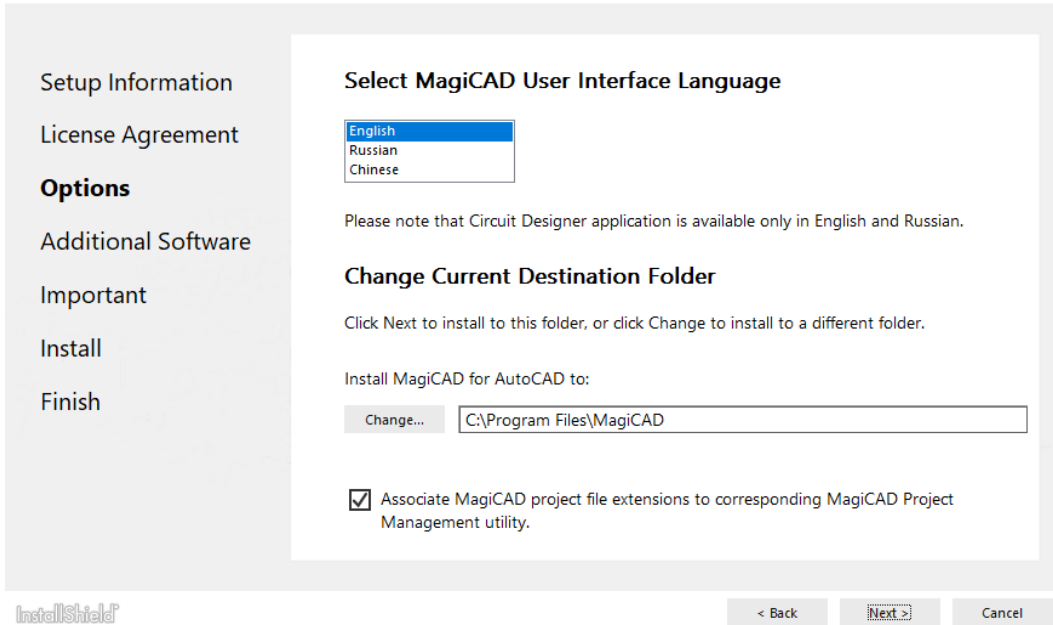 Setup Information
License Agreement
Options
Additional Software
Important
Install
Finish
Select MagiCAD User Interface Language
English
Russian
Chinese
Please note that Circuit Designer application is available only in English and Russian.
Change Current Destination Folder
Click Next to install to this folder, or click Change to install to a different folder.
Install MagiCAD for AutoCAD to:
Change... C:\Program Files\MagiCAD
Associate MagiCAD project file extensions to corresponding MagiCAD Project
Management utility.
InstallShield
< Back Next > Cancel